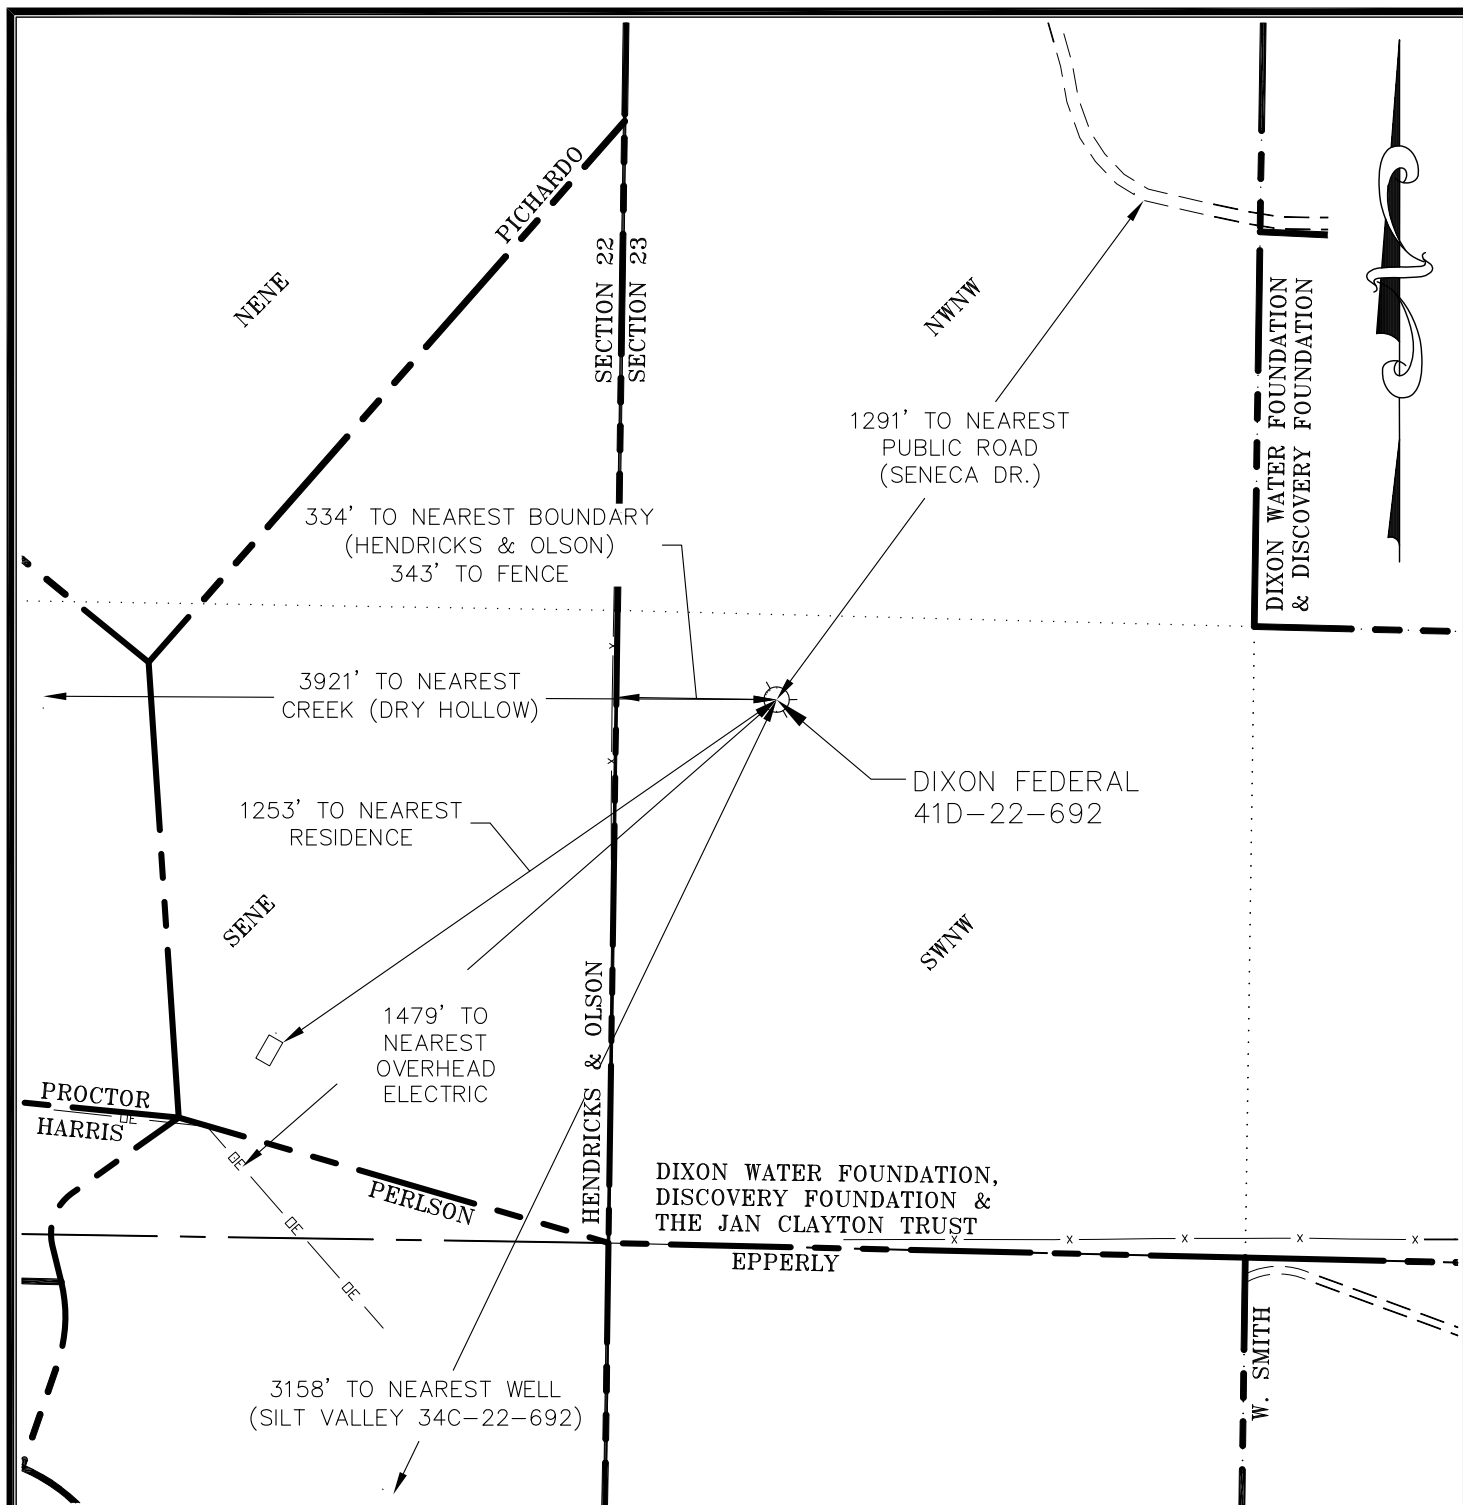 PICHARDO
NENE
SECTION 22
SECTION 23
NWNW
DIXON WATER FOUNDATION
& DISCOVERY FOUNDATION
1291' TO NEAREST
PUBLIC ROAD
(SENECA DR.)
334' TO NEAREST BOUNDARY
(HENDRICKS & OLSON)
343' TO FENCE
3921' TO NEAREST
CREEK (DRY HOLLOW)
DIXON FEDERAL
41D-22-692
1253' TO NEAREST
RESIDENCE
SENE
SWNW
HENDRICKS & OLSON
1479' TO
NEAREST
OVERHEAD
ELECTRIC
PROCTOR
OE
HARRIS
OE
PERLSON
OE
OE
DIXON WATER FOUNDATION,
DISCOVERY FOUNDATION &
THE JAN CLAYTON TRUST
X X X X X
EPPERLY
W. SMITH
3158' TO NEAREST WELL
(SILT VALLEY 34C-22-692)